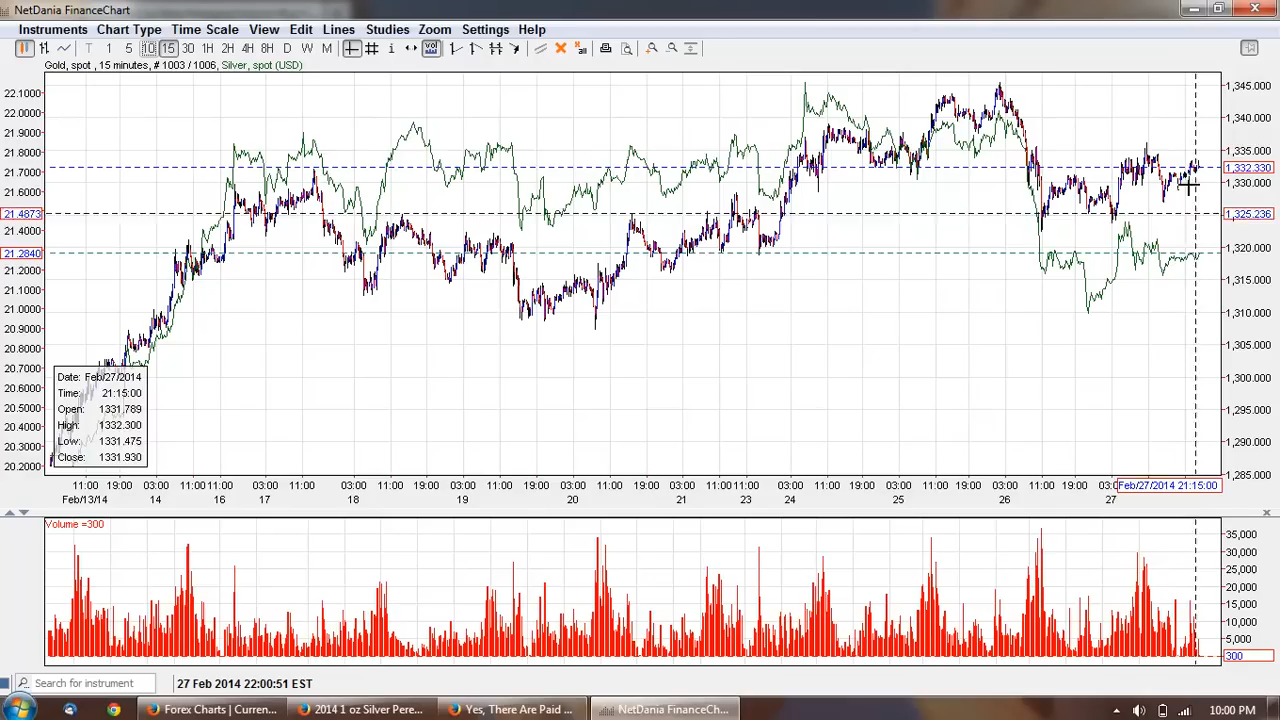 NetDania FinanceChart
Instruments Chart Type Time Scale View Edit Lines Studies Zoom Settings Help
T 1 5 10 15 30 1H 2H 4H 8H D W M i vol
Gold, spot , 15 minutes, # 1003 / 1006, Silver, spot (USD)
22.1000 1,345.000
22.0000 1,340.000
21.9000
21.8000 1,335.000
21.7000 1,332.330
1,330.000
21.4873 1,325.236
21.4000
21.2840 1,320.000
21.2000 1,315.000
21.1000
21.0000 1,310.000
20.9000
20.8000 1,305.000
20.7000
20.6000 1,300.000
20.5000 1,295.000
20.4000
20.3000 1,290.000
20.2000 1,285.000
Date: Feb/27/2014
Time: 21:15:00
Open: 1331.789
High: 1332.300
Low: 1331.475
Close: 1331.930
11:00 19:00 03:00 11:00 11:00 03:00 11:00 19:00 03:00 11:00 19:00 03:00 11:00 19:00 03:00 11:00 19:00 03:00 11:00 11:00 03:00 11:00 19:00 03:00 11:00 19:00 03:00 11:00 19:00 Feb/27/2014 21:15:00
Feb/13/14 14 16 17 18 19 20 21 23 24 25 26 27
Volume =300
35,000
30,000
25,000
20,000
15,000
10,000
5,000
300
Search for instrument
27 Feb 2014 22:00:51 EST
Forex Charts | Curren... 2014 1 oz Silver Pere... Yes, There Are Paid ... NetDania FinanceCh... 10:00 PM